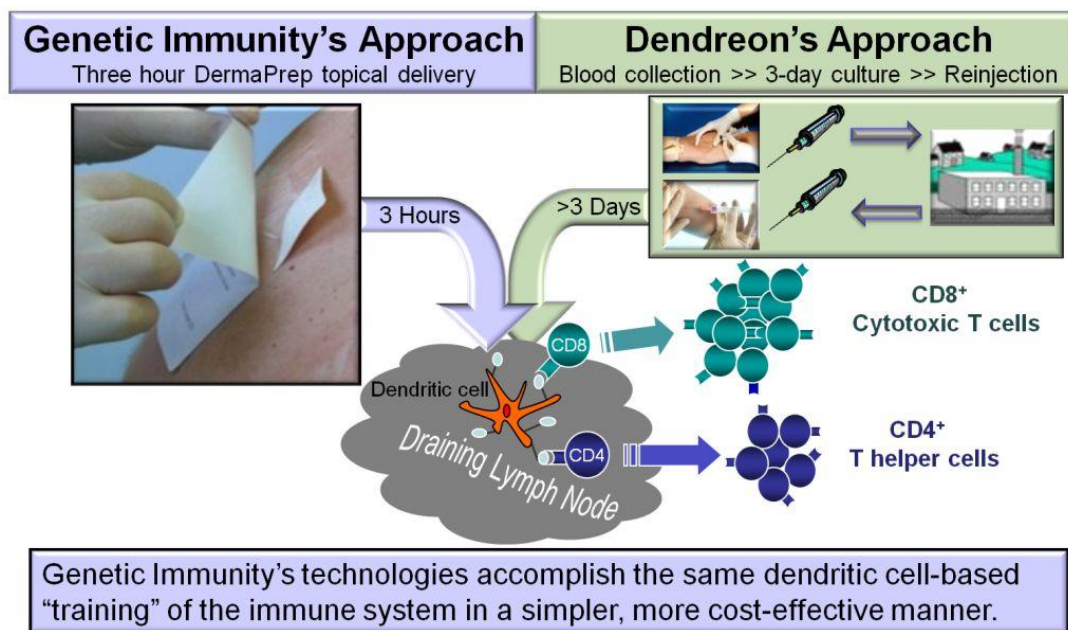 Genetic Immunity's Approach
Three hour DermaPrep topical delivery
Dendreon's Approach
Blood collection >> 3-day culture >> Reinjection
3 Hours
>3 Days
CD8
CD8⁺
Cytotoxic T cells
Dendritic cell
CD4
CD4⁺
T helper cells
Draining Lymph Node
Genetic Immunity's technologies accomplish the same dendritic cell-based
“training” of the immune system in a simpler, more cost-effective manner.